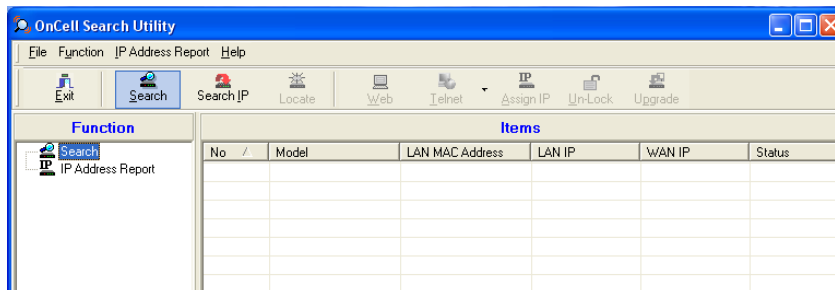 OnCell Search Utility
File Function IP Address Report Help
Exit Search Search IP Locate Web Telnet Assign IP Un-Lock Upgrade
Function Items
Search
IP Address Report
No Model LAN MAC Address LAN IP WAN IP Status